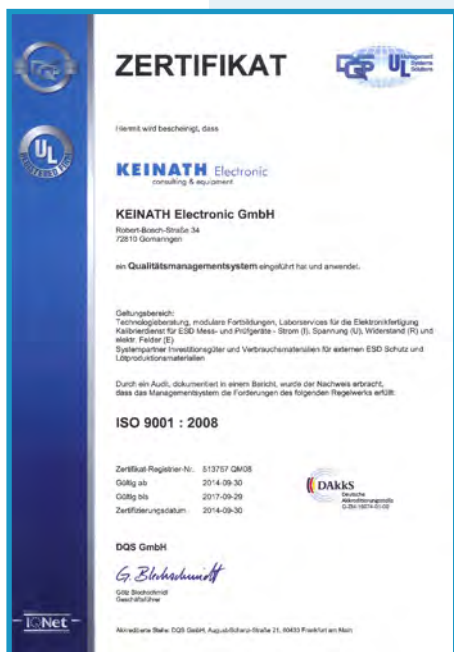 ZERTIFIKAT
DQS
UL
Management
Systems
Solutions
Hiermit wird bescheinigt, dass
KEINATH Electronic
consulting & equipment
KEINATH Electronic GmbH
Robert-Bosch-Straße 34
72810 Gomaringen
ein Qualitätsmanagementsystem eingeführt hat und anwendet.
Geltungsbereich:
Technologieberatung, modulare Fortbildungen, Laborservices für die Elektronikfertigung
Kalibrierdienst für ESD Mess- und Prüfgeräte - Strom (I), Spannung (U), Widerstand (R) und
elektr. Felder (E)
Systempartner Investitionsgüter und Verbrauchsmaterialien für externen ESD Schutz und
Lötproduktionsmaterialien
Durch ein Audit, dokumentiert in einem Bericht, wurde der Nachweis erbracht,
dass das Managementsystem die Forderungen des folgenden Regelwerks erfüllt:
ISO 9001 : 2008
Zertifikat-Registrier-Nr. 513757 QM08
Gültig ab 2014-09-30
Gültig bis 2017-09-29
Zertifizierungsdatum 2014-09-30
DAkkS
Deutsche
Akkreditierungsstelle
DQS GmbH
G. Blechschmidt
Götz Blechschmidt
Geschäftsführer
IQNet
Akkreditierte Stelle: DQS GmbH, August-Schanz-Straße 21, 60433 Frankfurt am Main